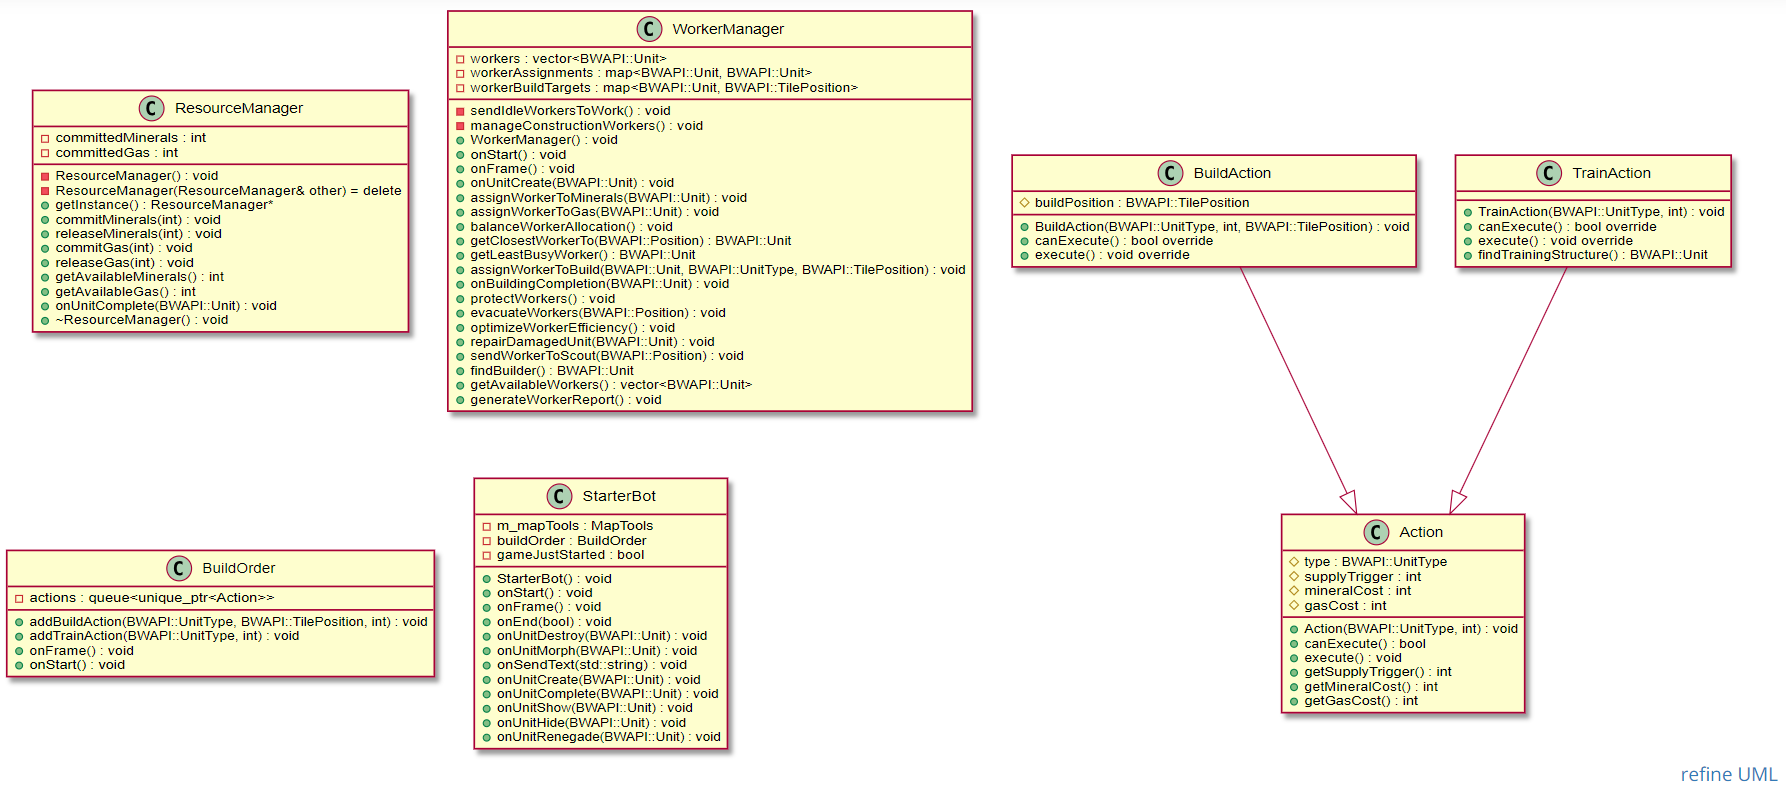 C WorkerManager
workers : vector<BWAPI::Unit>
workerAssignments : map<BWAPI::Unit, BWAPI::Unit>
workerBuildTargets : map<BWAPI::Unit, BWAPI::TilePosition>
sendIdleWorkersToWork() : void
manageConstructionWorkers() : void
WorkerManager() : void
onStart() : void
onFrame() : void
onUnitCreate(BWAPI::Unit) : void
assignWorkerToMinerals(BWAPI::Unit) : void
assignWorkerToGas(BWAPI::Unit) : void
balanceWorkerAllocation() : void
getClosestWorkerTo(BWAPI::Position) : BWAPI::Unit
getLeastBusyWorker() : BWAPI::Unit
assignWorkerToBuild(BWAPI::Unit, BWAPI::UnitType, BWAPI::TilePosition) : void
onBuildingCompletion(BWAPI::Unit) : void
protectWorkers() : void
evacuateWorkers(BWAPI::Position) : void
optimizeWorkerEfficiency() : void
repairDamagedUnit(BWAPI::Unit) : void
sendWorkerToScout(BWAPI::Position) : void
findBuilder() : BWAPI::Unit
getAvailableWorkers() : vector<BWAPI::Unit>
generateWorkerReport() : void
C ResourceManager
committedMinerals : int
committedGas : int
ResourceManager() : void
ResourceManager(ResourceManager& other) = delete
getInstance() : ResourceManager*
commitMinerals(int) : void
releaseMinerals(int) : void
commitGas(int) : void
releaseGas(int) : void
getAvailableMinerals() : int
getAvailableGas() : int
onUnitComplete(BWAPI::Unit) : void
~ResourceManager() : void
C BuildAction
buildPosition : BWAPI::TilePosition
BuildAction(BWAPI::UnitType, int, BWAPI::TilePosition) : void
canExecute() : bool override
execute() : void override
C TrainAction
TrainAction(BWAPI::UnitType, int) : void
canExecute() : bool override
execute() : void override
findTrainingStructure() : BWAPI::Unit
C BuildOrder
actions : queue<unique_ptr<Action>>
addBuildAction(BWAPI::UnitType, BWAPI::TilePosition, int) : void
addTrainAction(BWAPI::UnitType, int) : void
onFrame() : void
onStart() : void
C StarterBot
m_mapTools : MapTools
buildOrder : BuildOrder
gameJustStarted : bool
StarterBot() : void
onStart() : void
onFrame() : void
onEnd(bool) : void
onUnitDestroy(BWAPI::Unit) : void
onUnitMorph(BWAPI::Unit) : void
onSendText(std::string) : void
onUnitCreate(BWAPI::Unit) : void
onUnitComplete(BWAPI::Unit) : void
onUnitShow(BWAPI::Unit) : void
onUnitHide(BWAPI::Unit) : void
onUnitRenegade(BWAPI::Unit) : void
C Action
type : BWAPI::UnitType
supplyTrigger : int
mineralCost : int
gasCost : int
Action(BWAPI::UnitType, int) : void
canExecute() : bool
execute() : void
getSupplyTrigger() : int
getMineralCost() : int
getGasCost() : int
refine UML